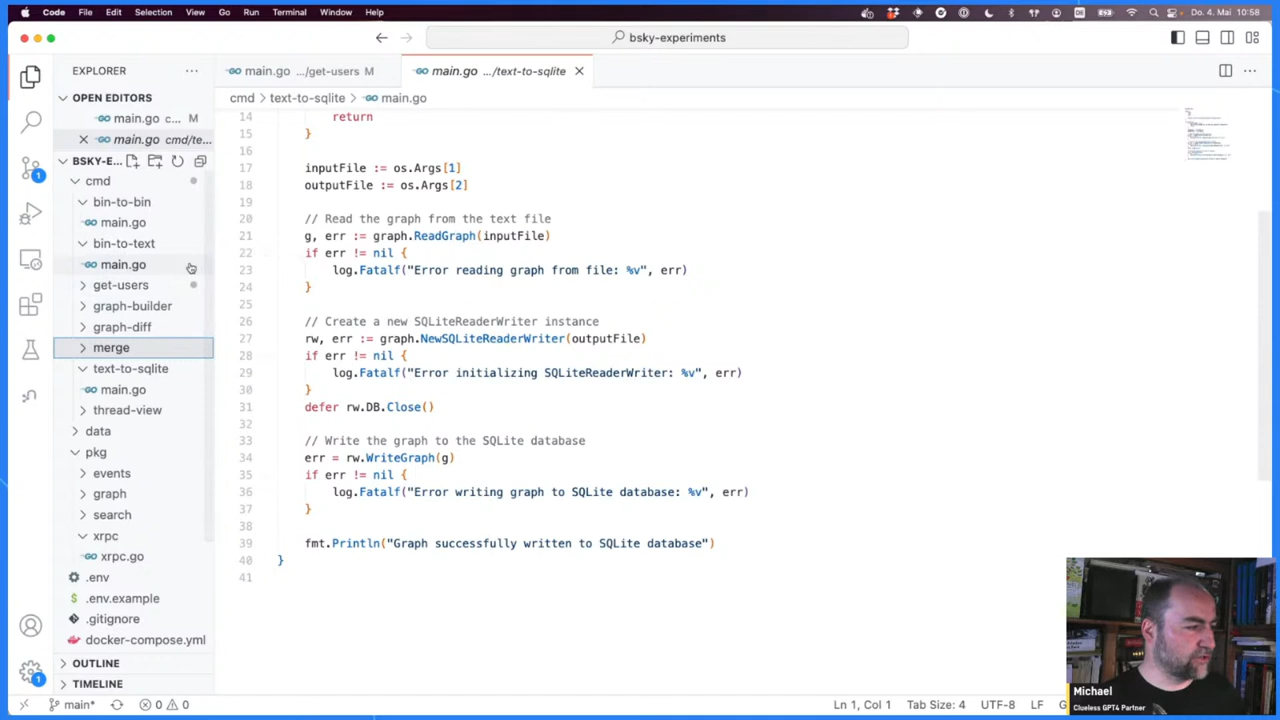 Code File Edit Selection View Go Run Terminal Window Help
Do. 4. Mai 10:58
bsky-experiments
EXPLORER
main.go .../get-users M
main.go .../text-to-sqlite
OPEN EDITORS
main.go c... M
main.go cmd/te...
BSKY-E...
cmd
bin-to-bin
main.go
bin-to-text
main.go
get-users
graph-builder
graph-diff
merge
text-to-sqlite
main.go
thread-view
data
pkg
events
graph
search
xrpc
xrpc.go
.env
.env.example
.gitignore
docker-compose.yml
OUTLINE
TIMELINE
cmd > text-to-sqlite > main.go
14 return
15 }
16
17 inputFile := os.Args[1]
18 outputFile := os.Args[2]
19
20 // Read the graph from the text file
21 g, err := graph.ReadGraph(inputFile)
22 if err != nil {
23 log.Fatalf("Error reading graph from file: %v", err)
24 }
25
26 // Create a new SQLiteReaderWriter instance
27 rw, err := graph.NewSQLiteReaderWriter(outputFile)
28 if err != nil {
29 log.Fatalf("Error initializing SQLiteReaderWriter: %v", err)
30 }
31 defer rw.DB.Close()
32
33 // Write the graph to the SQLite database
34 err = rw.WriteGraph(g)
35 if err != nil {
36 log.Fatalf("Error writing graph to SQLite database: %v", err)
37 }
38
39 fmt.Println("Graph successfully written to SQLite database")
40 }
41
1
1
main* 0 0
Ln 1, Col 1 Tab Size: 4 UTF-8 LF
Michael
Clueless GPT4 Partner